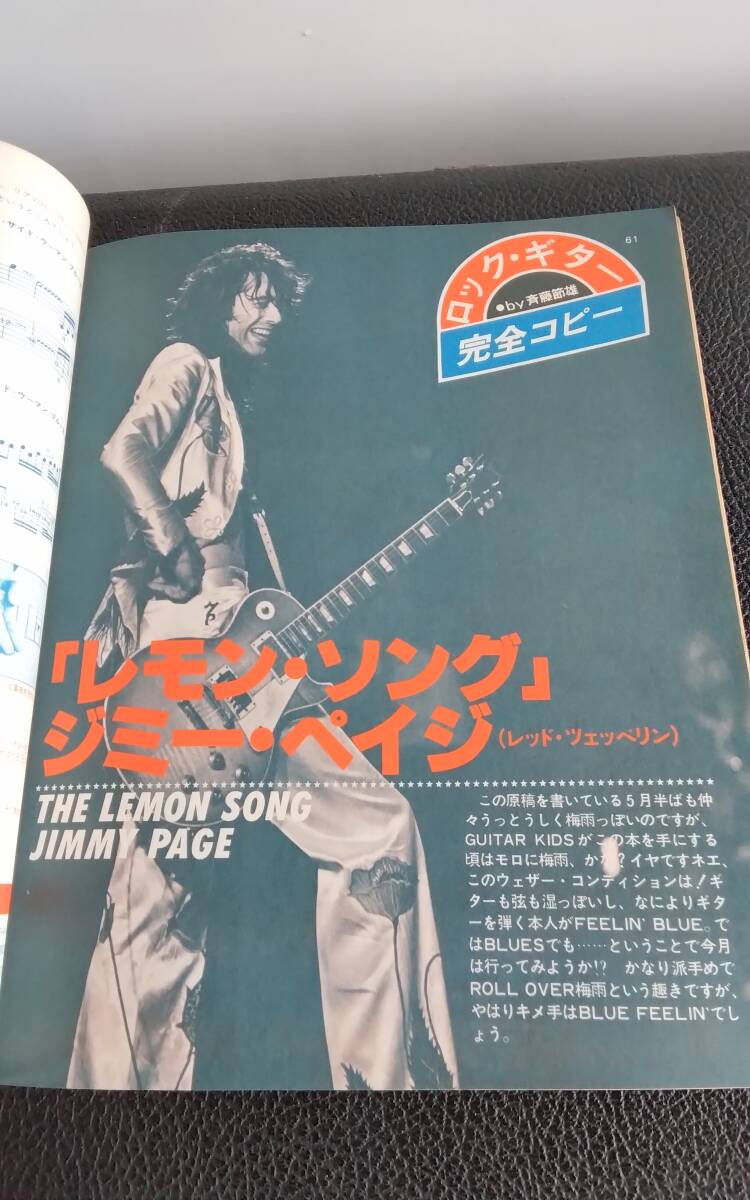 61
ロック・ギター
●by 斉藤節雄
完全コピー
「レモン・ソング」
ジミー・ペイジ(レッド・ツェッペリン)
THE LEMON SONG
JIMMY PAGE
この原稿を書いている5月半ばも仲
々うっとうしく梅雨っぽいのですが、
GUITAR KIDSがこの本を手にする
頃はモロに梅雨、かな?イヤですネエ、
このウェザー・コンディションは!ギ
ターも弦も湿っぽいし、なによりギタ
ーを弾く本人がFEELIN' BLUE。で
はBLUESでも……ということで今月
は行ってみようか!? かなり派手めで
ROLL OVER梅雨という趣きですが、
やはりキメ手はBLUE FEELIN'でし
ょう。